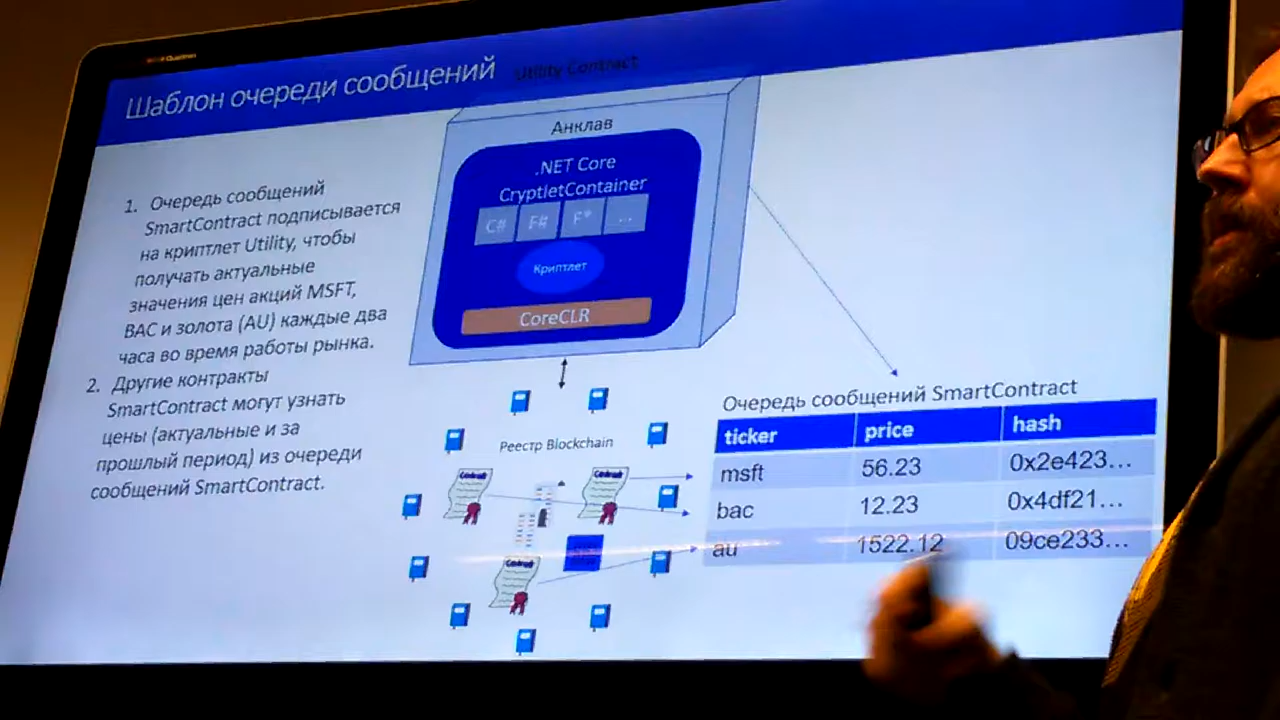 Шаблон очереди сообщений
Utility Contract
1. Очередь сообщений
SmartContract подписывается
на криптлет Utility, чтобы
получать актуальные
значения цен акций MSFT,
BAC и золота (AU) каждые два
часа во время работы рынка.
2. Другие контракты
SmartContract могут узнать
цены (актуальные и за
прошлый период) из очереди
сообщений SmartContract.
Анклав
.NET Core
CryptletContainer
C# F# F* ...
Криптлет
CoreCLR
Реестр Blockchain
Contract
Contract
Contract
Очередь сообщений SmartContract
ticker price hash
msft 56.23 0x2e423...
bac 12.23 0x4df21...
au 1522.12 09ce233...